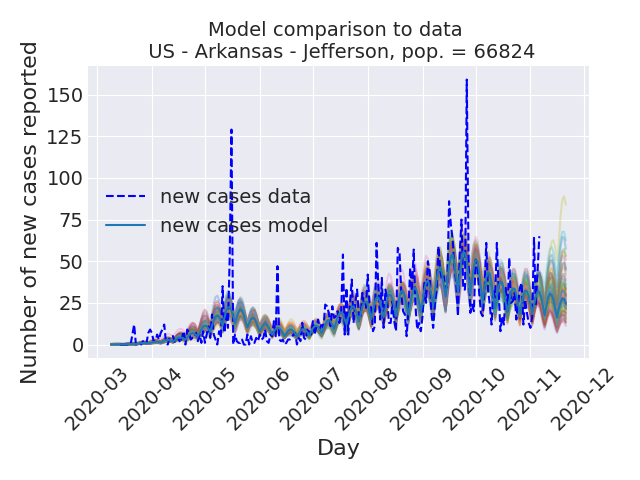 Model comparison to data
US - Arkansas - Jefferson, pop. = 66824
Number of new cases reported
150
125
100
75
50
25
0
new cases data
new cases model
2020-03
2020-04
2020-05
2020-06
2020-07
2020-08
2020-09
2020-10
2020-11
2020-12
Day